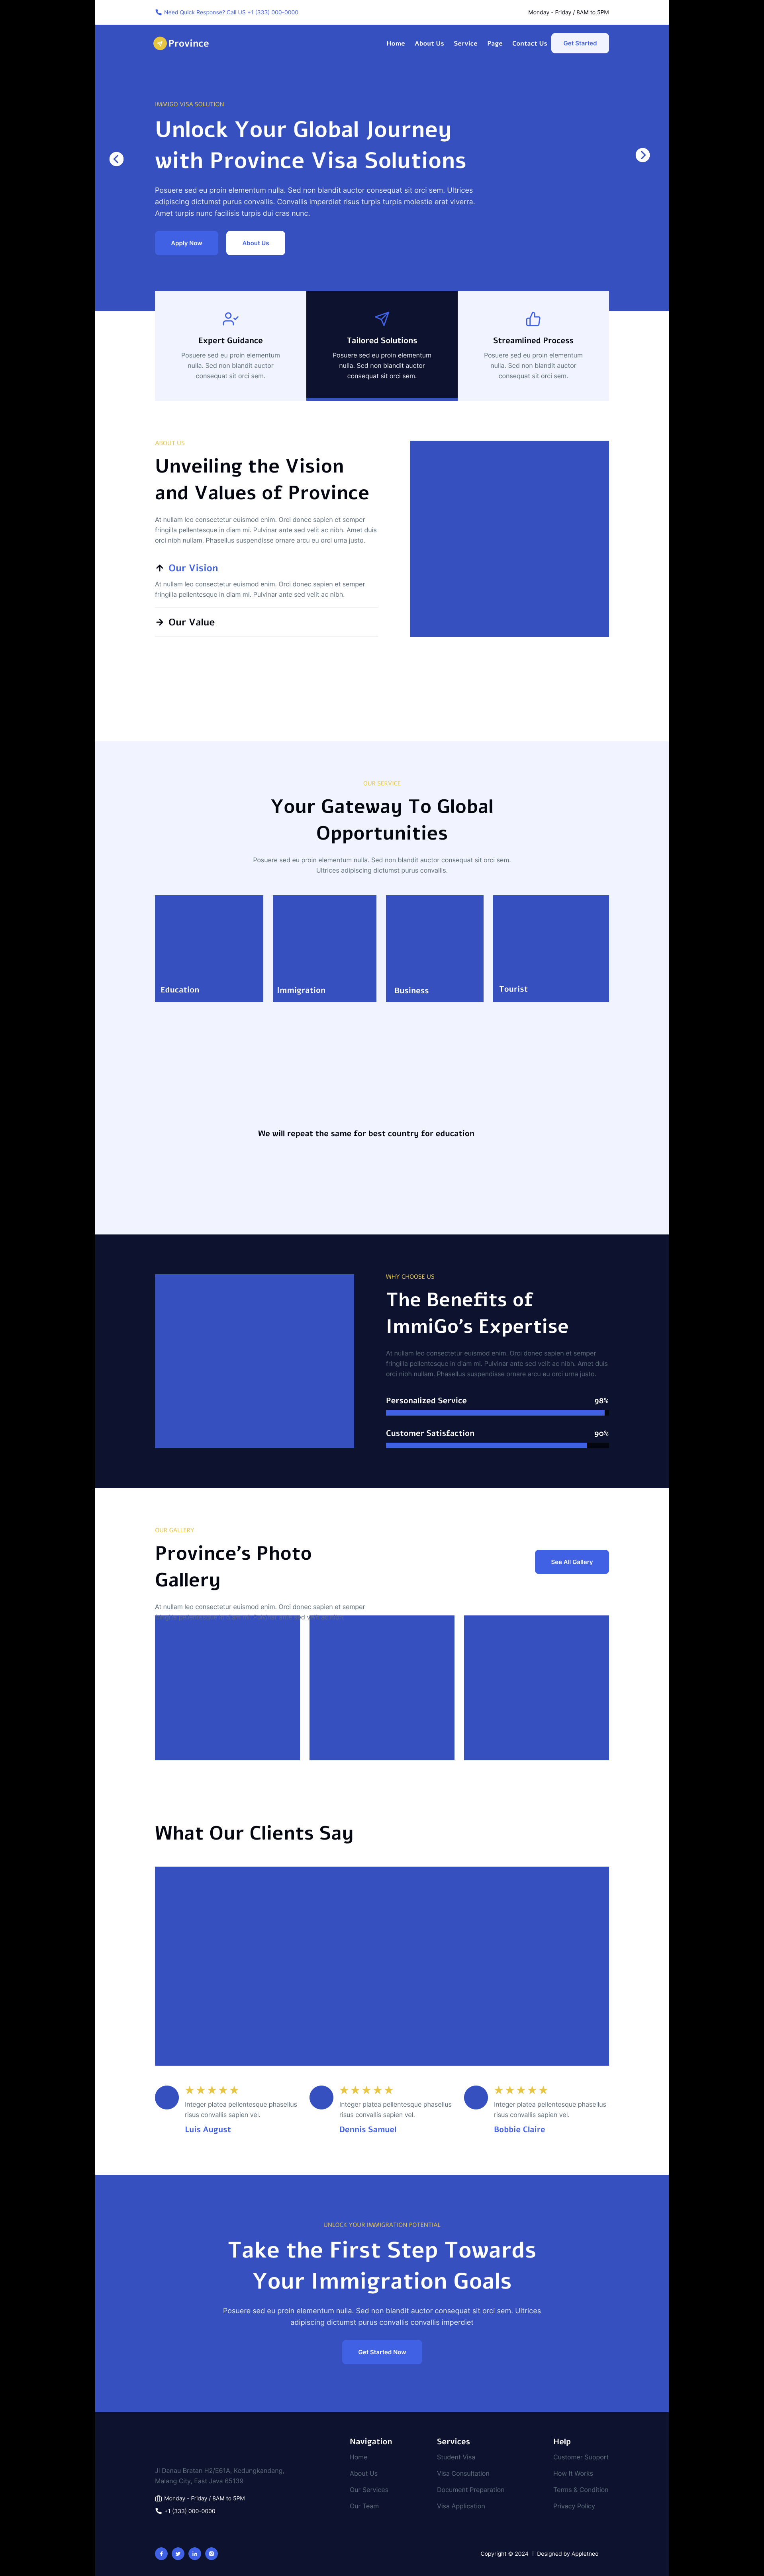 Need Quick Response? Call US +1 (333) 000-0000
Monday - Friday / 8AM to 5PM
Province
Home About Us Service Page Contact Us Get Started
IMMIGO VISA SOLUTION
Unlock Your Global Journey
with Province Visa Solutions
Posuere sed eu proin elementum nulla. Sed non blandit auctor consequat sit orci sem. Ultrices
adipiscing dictumst purus convallis. Convallis imperdiet risus turpis turpis molestie erat viverra.
Amet turpis nunc facilisis turpis dui cras nunc.
Apply Now About Us
Expert Guidance
Posuere sed eu proin elementum
nulla. Sed non blandit auctor
consequat sit orci sem.
Tailored Solutions
Posuere sed eu proin elementum
nulla. Sed non blandit auctor
consequat sit orci sem.
Streamlined Process
Posuere sed eu proin elementum
nulla. Sed non blandit auctor
consequat sit orci sem.
ABOUT US
Unveiling the Vision
and Values of Province
At nullam leo consectetur euismod enim. Orci donec sapien et semper
fringilla pellentesque in diam mi. Pulvinar ante sed velit ac nibh. Amet duis
orci nibh nullam. Phasellus suspendisse ornare arcu eu orci urna justo.
Our Vision
At nullam leo consectetur euismod enim. Orci donec sapien et semper
fringilla pellentesque in diam mi. Pulvinar ante sed velit ac nibh.
Our Value
OUR SERVICE
Your Gateway To Global
Opportunities
Posuere sed eu proin elementum nulla. Sed non blandit auctor consequat sit orci sem.
Ultrices adipiscing dictumst purus convallis.
Education Immigration Business Tourist
We will repeat the same for best country for education
WHY CHOOSE US
The Benefits of
ImmiGo's Expertise
At nullam leo consectetur euismod enim. Orci donec sapien et semper
fringilla pellentesque in diam mi. Pulvinar ante sed velit ac nibh. Amet duis
orci nibh nullam. Phasellus suspendisse ornare arcu eu orci urna justo.
Personalized Service 98%
Customer Satisfaction 90%
OUR GALLERY
Province's Photo
Gallery
See All Gallery
At nullam leo consectetur euismod enim. Orci donec sapien et semper
What Our Clients Say
Integer platea pellentesque phasellus
risus convallis sapien vel.
Luis August
Integer platea pellentesque phasellus
risus convallis sapien vel.
Dennis Samuel
Integer platea pellentesque phasellus
risus convallis sapien vel.
Bobbie Claire
UNLOCK YOUR IMMIGRATION POTENTIAL
Take the First Step Towards
Your Immigration Goals
Posuere sed eu proin elementum nulla. Sed non blandit auctor consequat sit orci sem. Ultrices
adipiscing dictumst purus convallis convallis imperdiet
Get Started Now
Jl Danau Bratan H2/E61A, Kedungkandang,
Malang City, East Java 65139
Monday - Friday / 8AM to 5PM
+1 (333) 000-0000
Navigation
Home
About Us
Our Services
Our Team
Services
Student Visa
Visa Consultation
Document Preparation
Visa Application
Help
Customer Support
How It Works
Terms & Condition
Privacy Policy
Copyright © 2024 | Designed by Appletneo